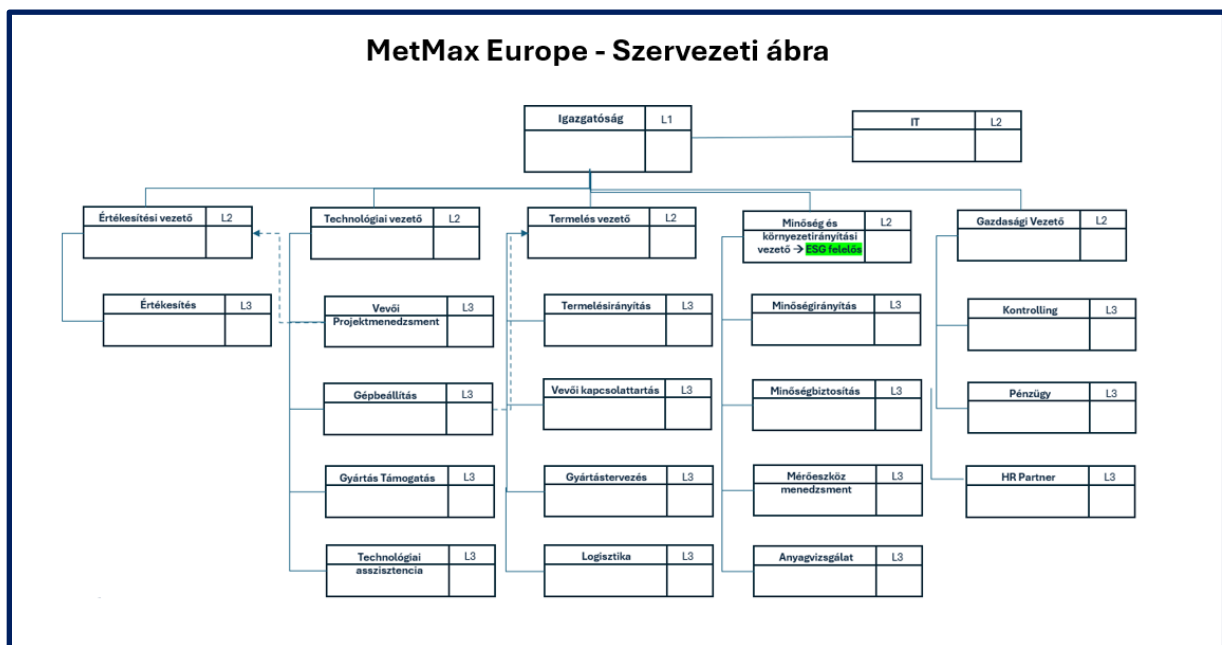 MetMax Europe - Szervezeti ábra
Igazgatóság L1
IT L2
Értékesítési vezető L2
Technológiai vezető L2
Termelés vezető L2
Minőség és L2
környezetirányítási
vezető → ESG felelős
Gazdasági Vezető L2
Értékesítés L3
Vevői L3
Projektmenedzsment
Termelésirányítás L3
Minőségirányítás L3
Kontrolling L3
Gépbeállítás L3
Vevői kapcsolattartás L3
Minőségbiztosítás L3
Pénzügy L3
Gyártás Támogatás L3
Gyártástervezés L3
Mérőeszköz L3
menedzsment
HR Partner L3
Technológiai L3
asszisztencia
Logisztika L3
Anyagvizsgálat L3